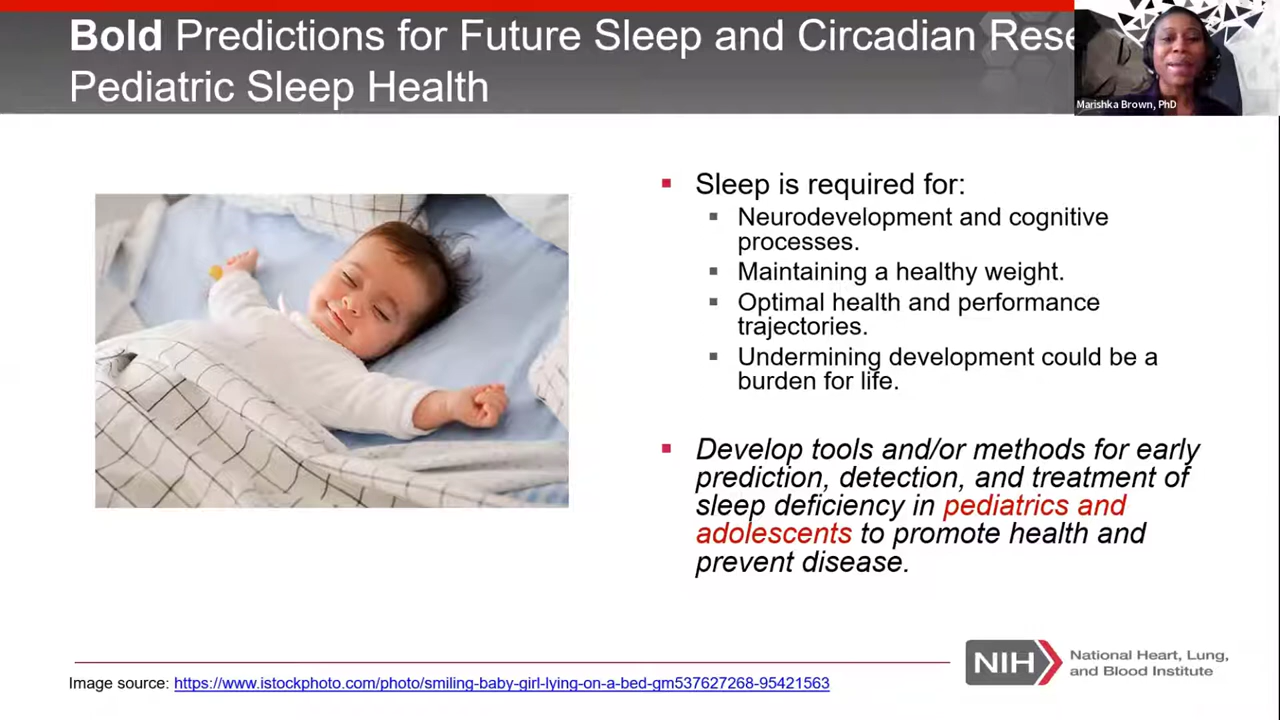 Bold Predictions for Future Sleep and Circadian
Pediatric Sleep Health
Marishka Brown, PhD
Sleep is required for:
Neurodevelopment and cognitive
processes.
Maintaining a healthy weight.
Optimal health and performance
trajectories.
Undermining development could be a
burden for life.
Develop tools and/or methods for early
prediction, detection, and treatment of
sleep deficiency in pediatrics and
adolescents to promote health and
prevent disease.
NIH
National Heart, Lung,
and Blood Institute
Image source: https://www.istockphoto.com/photo/smiling-baby-girl-lying-on-a-bed-gm537627268-95421563